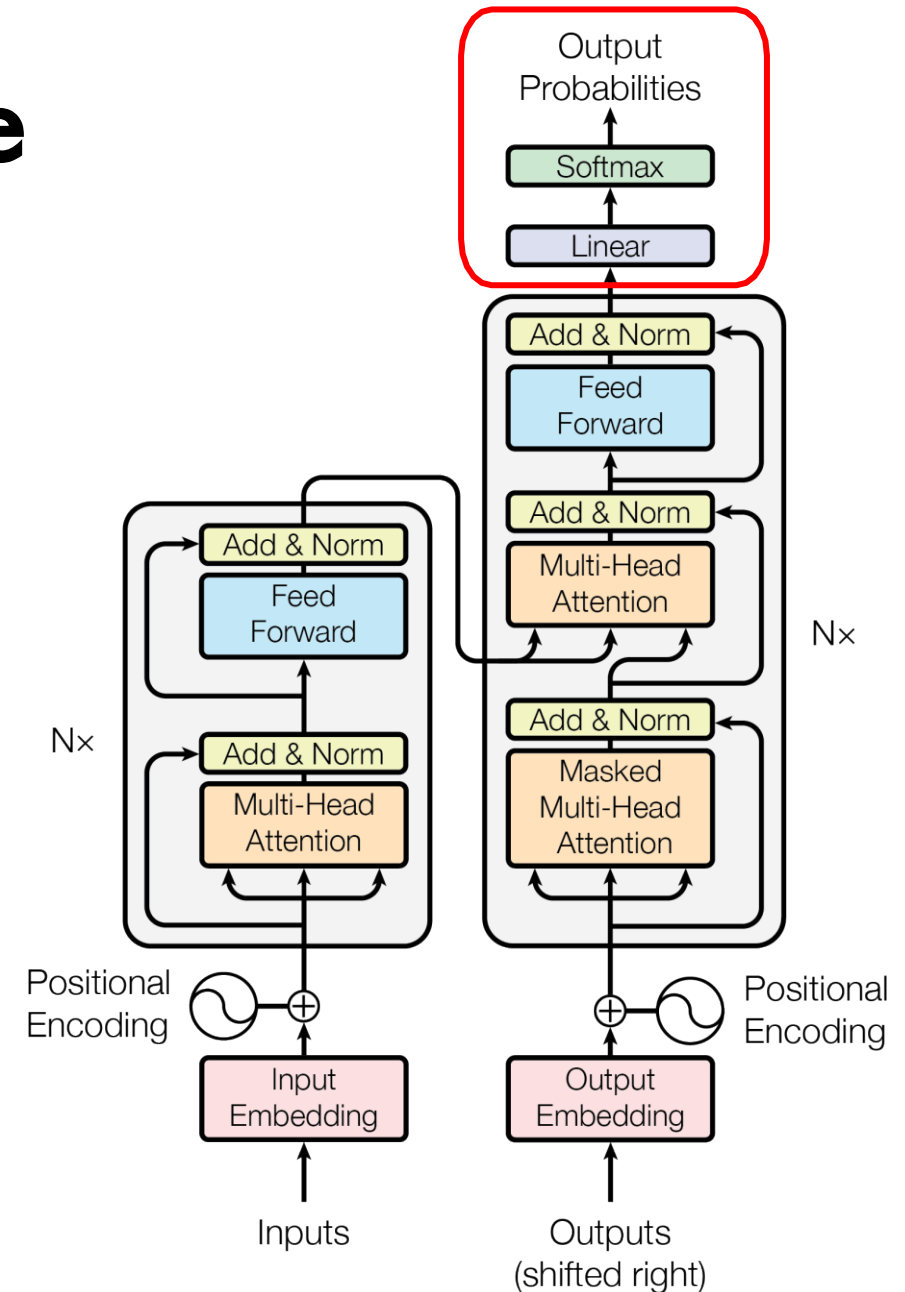 e
Output
Probabilities
Softmax
Linear
Add & Norm
Feed
Forward
Add & Norm
Multi-Head
Attention
Nx
Add & Norm
Masked
Multi-Head
Attention
Positional
Encoding
Output
Embedding
Outputs
(shifted right)
Add & Norm
Feed
Forward
Nx
Add & Norm
Multi-Head
Attention
Positional
Encoding
Input
Embedding
Inputs